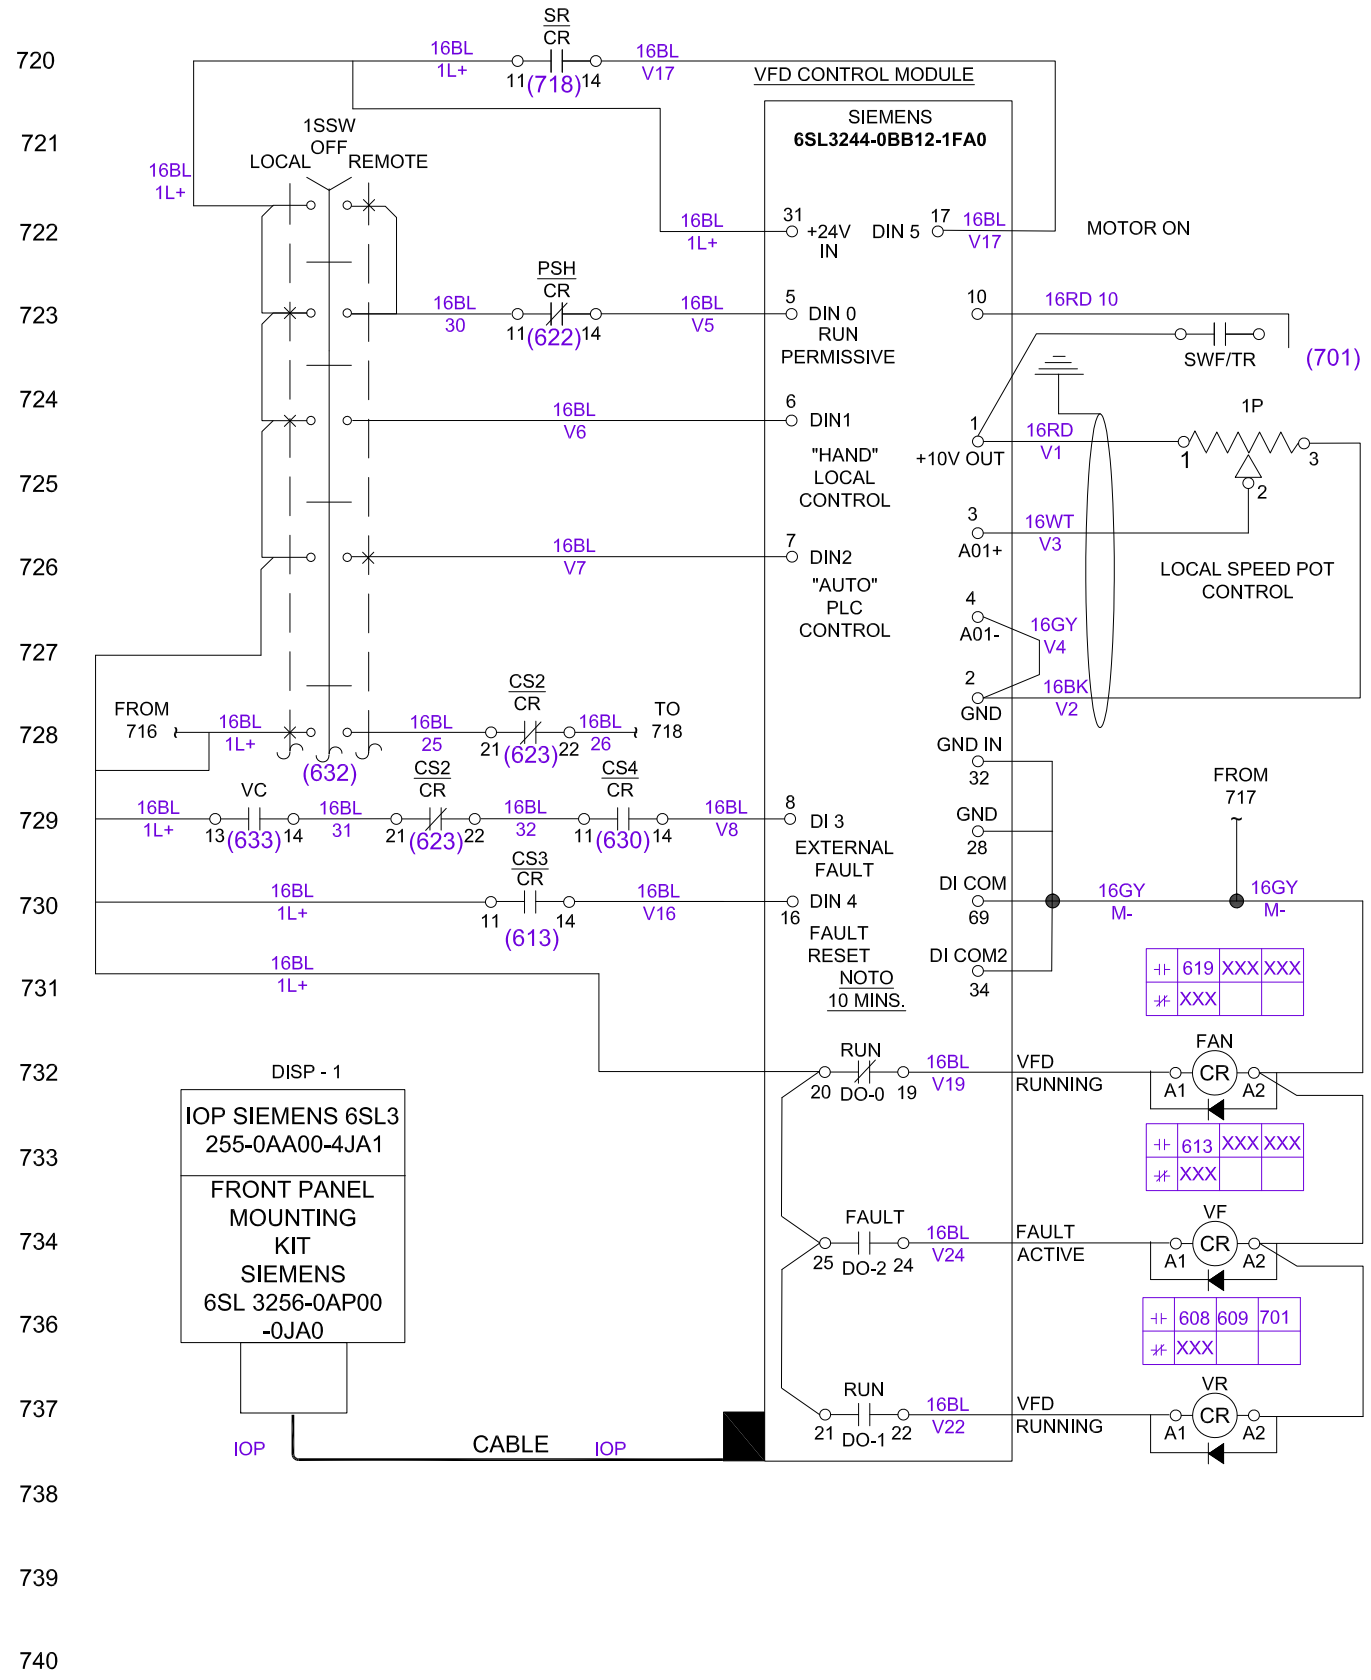 720
SR
CR
16BL
1L+
11
(718)
14
16BL
V17
VFD CONTROL MODULE
721
1SSW
OFF
LOCAL
REMOTE
16BL
1L+
SIEMENS
6SL3244-0BB12-1FA0
722
16BL
1L+
31
+24V
IN
DIN 5
17
16BL
V17
MOTOR ON
723
16BL
30
PSH
CR
11
(622)
14
16BL
V5
5
DIN 0
RUN
PERMISSIVE
10
16RD 10
SWF/TR
(701)
724
16BL
V6
6
DIN1
"HAND"
LOCAL
CONTROL
1
+10V OUT
16RD
V1
1P
1
3
2
725
3
A01+
16WT
V3
726
16BL
V7
7
DIN2
"AUTO"
PLC
CONTROL
LOCAL SPEED POT
CONTROL
4
A01-
16GY
V4
727
2
GND
16BK
V2
728
FROM
716
16BL
1L+
(632)
16BL
25
CS2
CR
21
(623)
22
16BL
26
TO
718
GND IN
32
FROM
717
729
16BL
1L+
VC
13
(633)
14
16BL
31
CS2
CR
21
(623)
22
16BL
32
CS4
CR
11
(630)
14
16BL
V8
8
DI 3
EXTERNAL
FAULT
GND
28
730
16BL
1L+
CS3
CR
11
(613)
14
16BL
V16
16
DIN 4
FAULT
RESET
NOTO
10 MINS.
DI COM
69
16GY
M-
16GY
M-
731
16BL
1L+
DI COM2
34
619 XXX XXX
XXX
732
RUN
20
DO-0
19
16BL
V19
VFD
RUNNING
FAN
CR
A1
A2
DISP - 1
733
IOP SIEMENS 6SL3
255-0AA00-4JA1
613 XXX XXX
XXX
FRONT PANEL
MOUNTING
KIT
SIEMENS
6SL 3256-0AP00
-0JA0
734
FAULT
25
DO-2
24
16BL
V24
FAULT
ACTIVE
VF
CR
A1
A2
735
736
608 609 701
XXX
737
RUN
21
DO-1
22
16BL
V22
VFD
RUNNING
VR
CR
A1
A2
IOP
CABLE
IOP
738
739
740